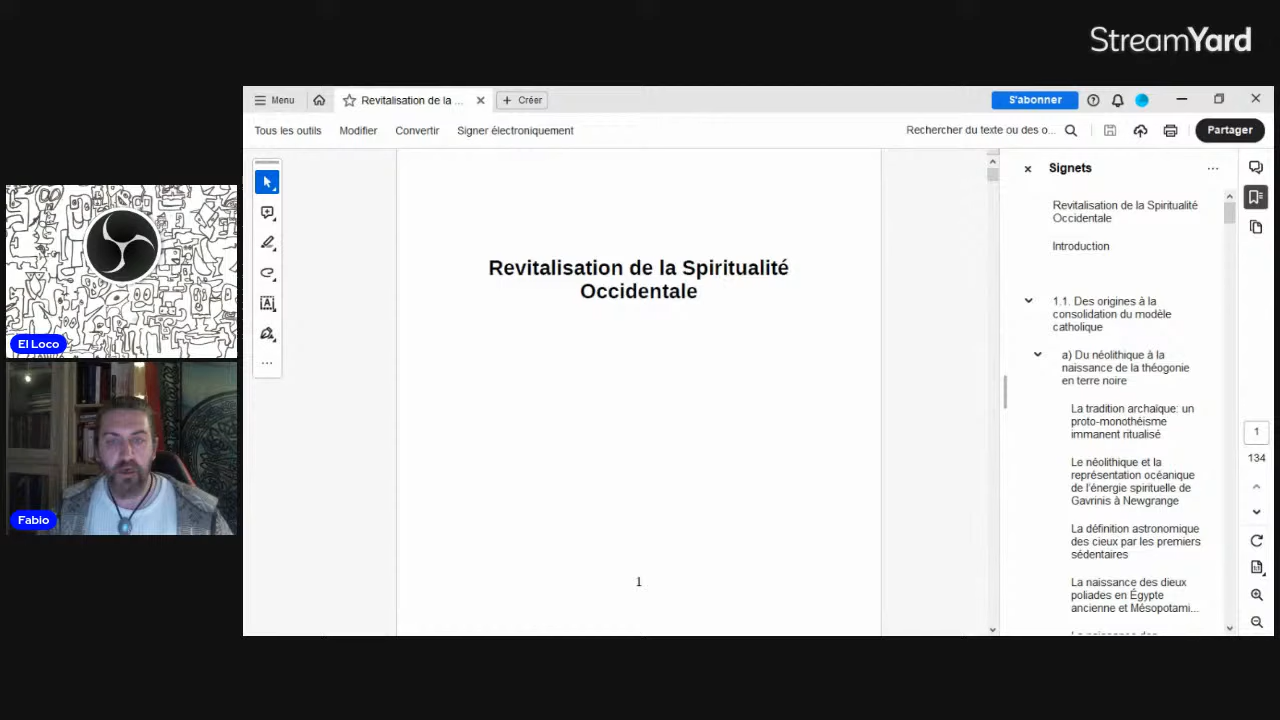 StreamYard
Menu
Revitalisation de la ...
Créer
S'abonner
Tous les outils
Modifier
Convertir
Signer électroniquement
Rechercher du texte ou des o...
Partager
Revitalisation de la Spiritualité
Occidentale
1
Signets
Revitalisation de la Spiritualité
Occidentale
Introduction
1.1. Des origines à la
consolidation du modèle
catholique
a) Du néolithique à la
naissance de la théogonie
en terre noire
La tradition archaïque: un
proto-monothéisme
immanent ritualisé
Le néolithique et la
représentation océanique
de l'énergie spirituelle de
Gavrinis à Newgrange
La définition astronomique
des cieux par les premiers
sédentaires
La naissance des dieux
poliades en Égypte
ancienne et Mésopotami...
1
134
El Loco
Fabio